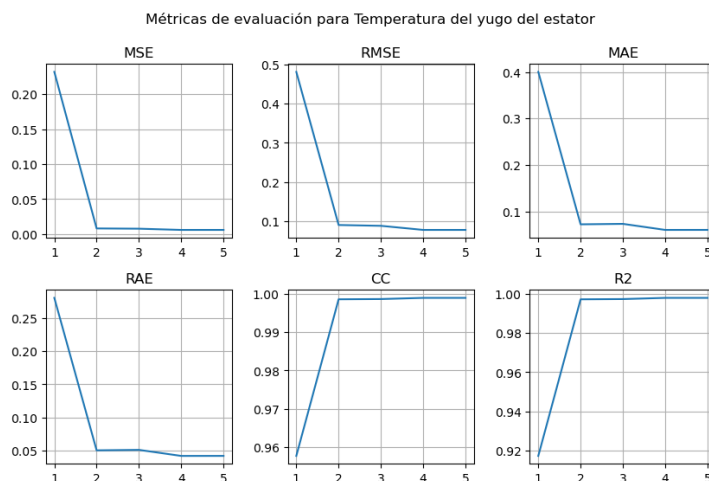 Métricas de evaluación para Temperatura del yugo del estator
MSE
0.20
0.15
0.10
0.05
0.00
1 2 3 4 5
RMSE
0.5
0.4
0.3
0.2
0.1
1 2 3 4 5
MAE
0.4
0.3
0.2
0.1
1 2 3 4 5
RAE
0.25
0.20
0.15
0.10
0.05
1 2 3 4 5
CC
1.00
0.99
0.98
0.97
0.96
1 2 3 4 5
R2
1.00
0.98
0.96
0.94
0.92
1 2 3 4 5